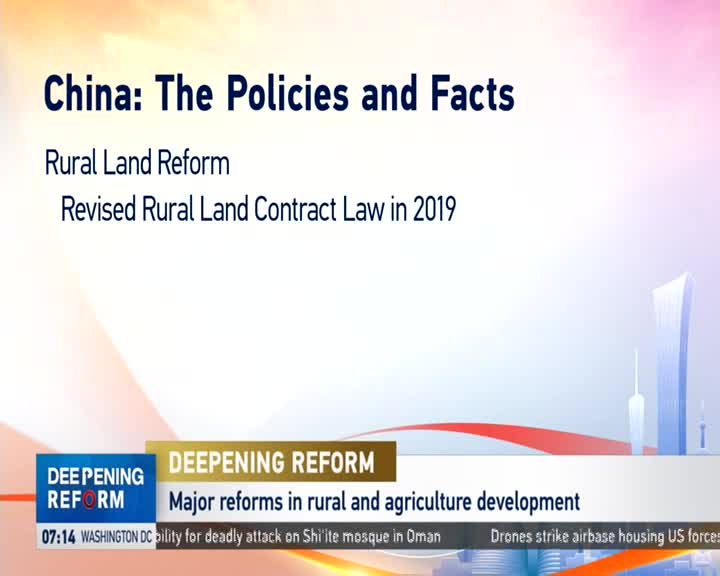 China: The Policies and Facts
Rural Land Reform
Revised Rural Land Contract Law in 2019
DEEPENING REFORM
DEEPENING
REFORM
Major reforms in rural and agriculture development
07:14 WASHINGTON DC for deadly attack on Shi'ite mosque in Oman Drones strike airbase housing US forces